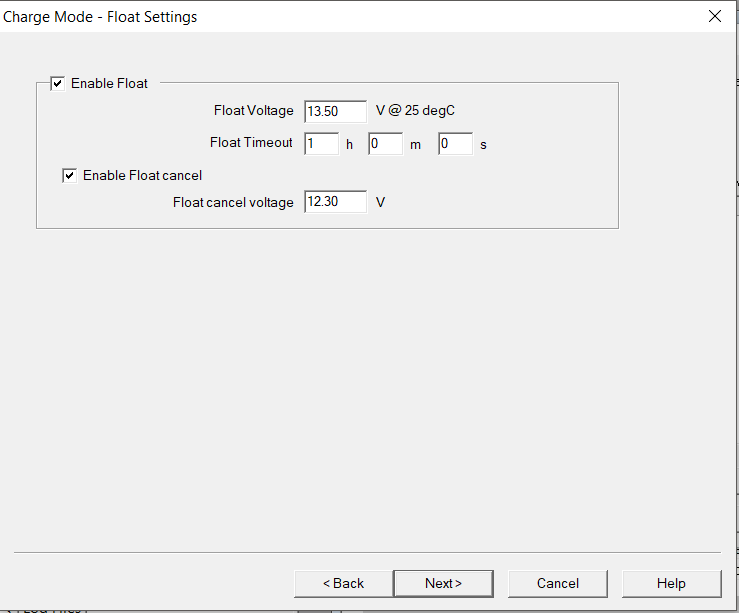 Charge Mode - Float Settings
Enable Float
Float Voltage 13.50 V @ 25 degC
Float Timeout 1 h 0 m 0 s
Enable Float cancel
Float cancel voltage 12.30 V
< Back Next > Cancel Help